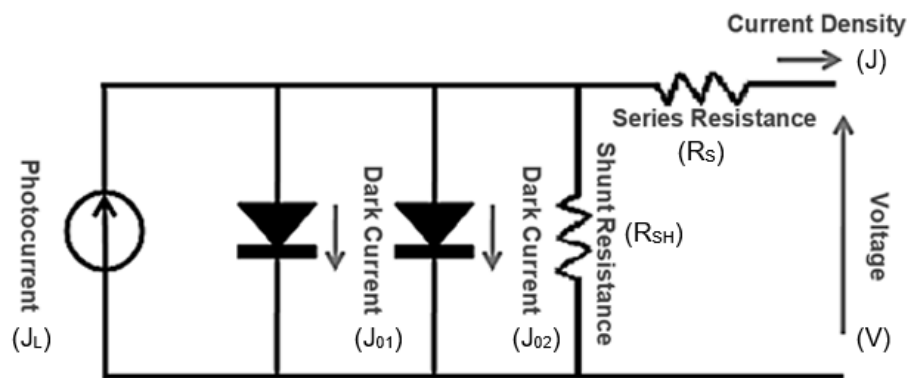 Current Density
(J)
Series Resistance
(RS)
Photocurrent
(JL)
Dark Current
(J01)
Dark Current
(J02)
Shunt Resistance
(RSH)
Voltage
(V)